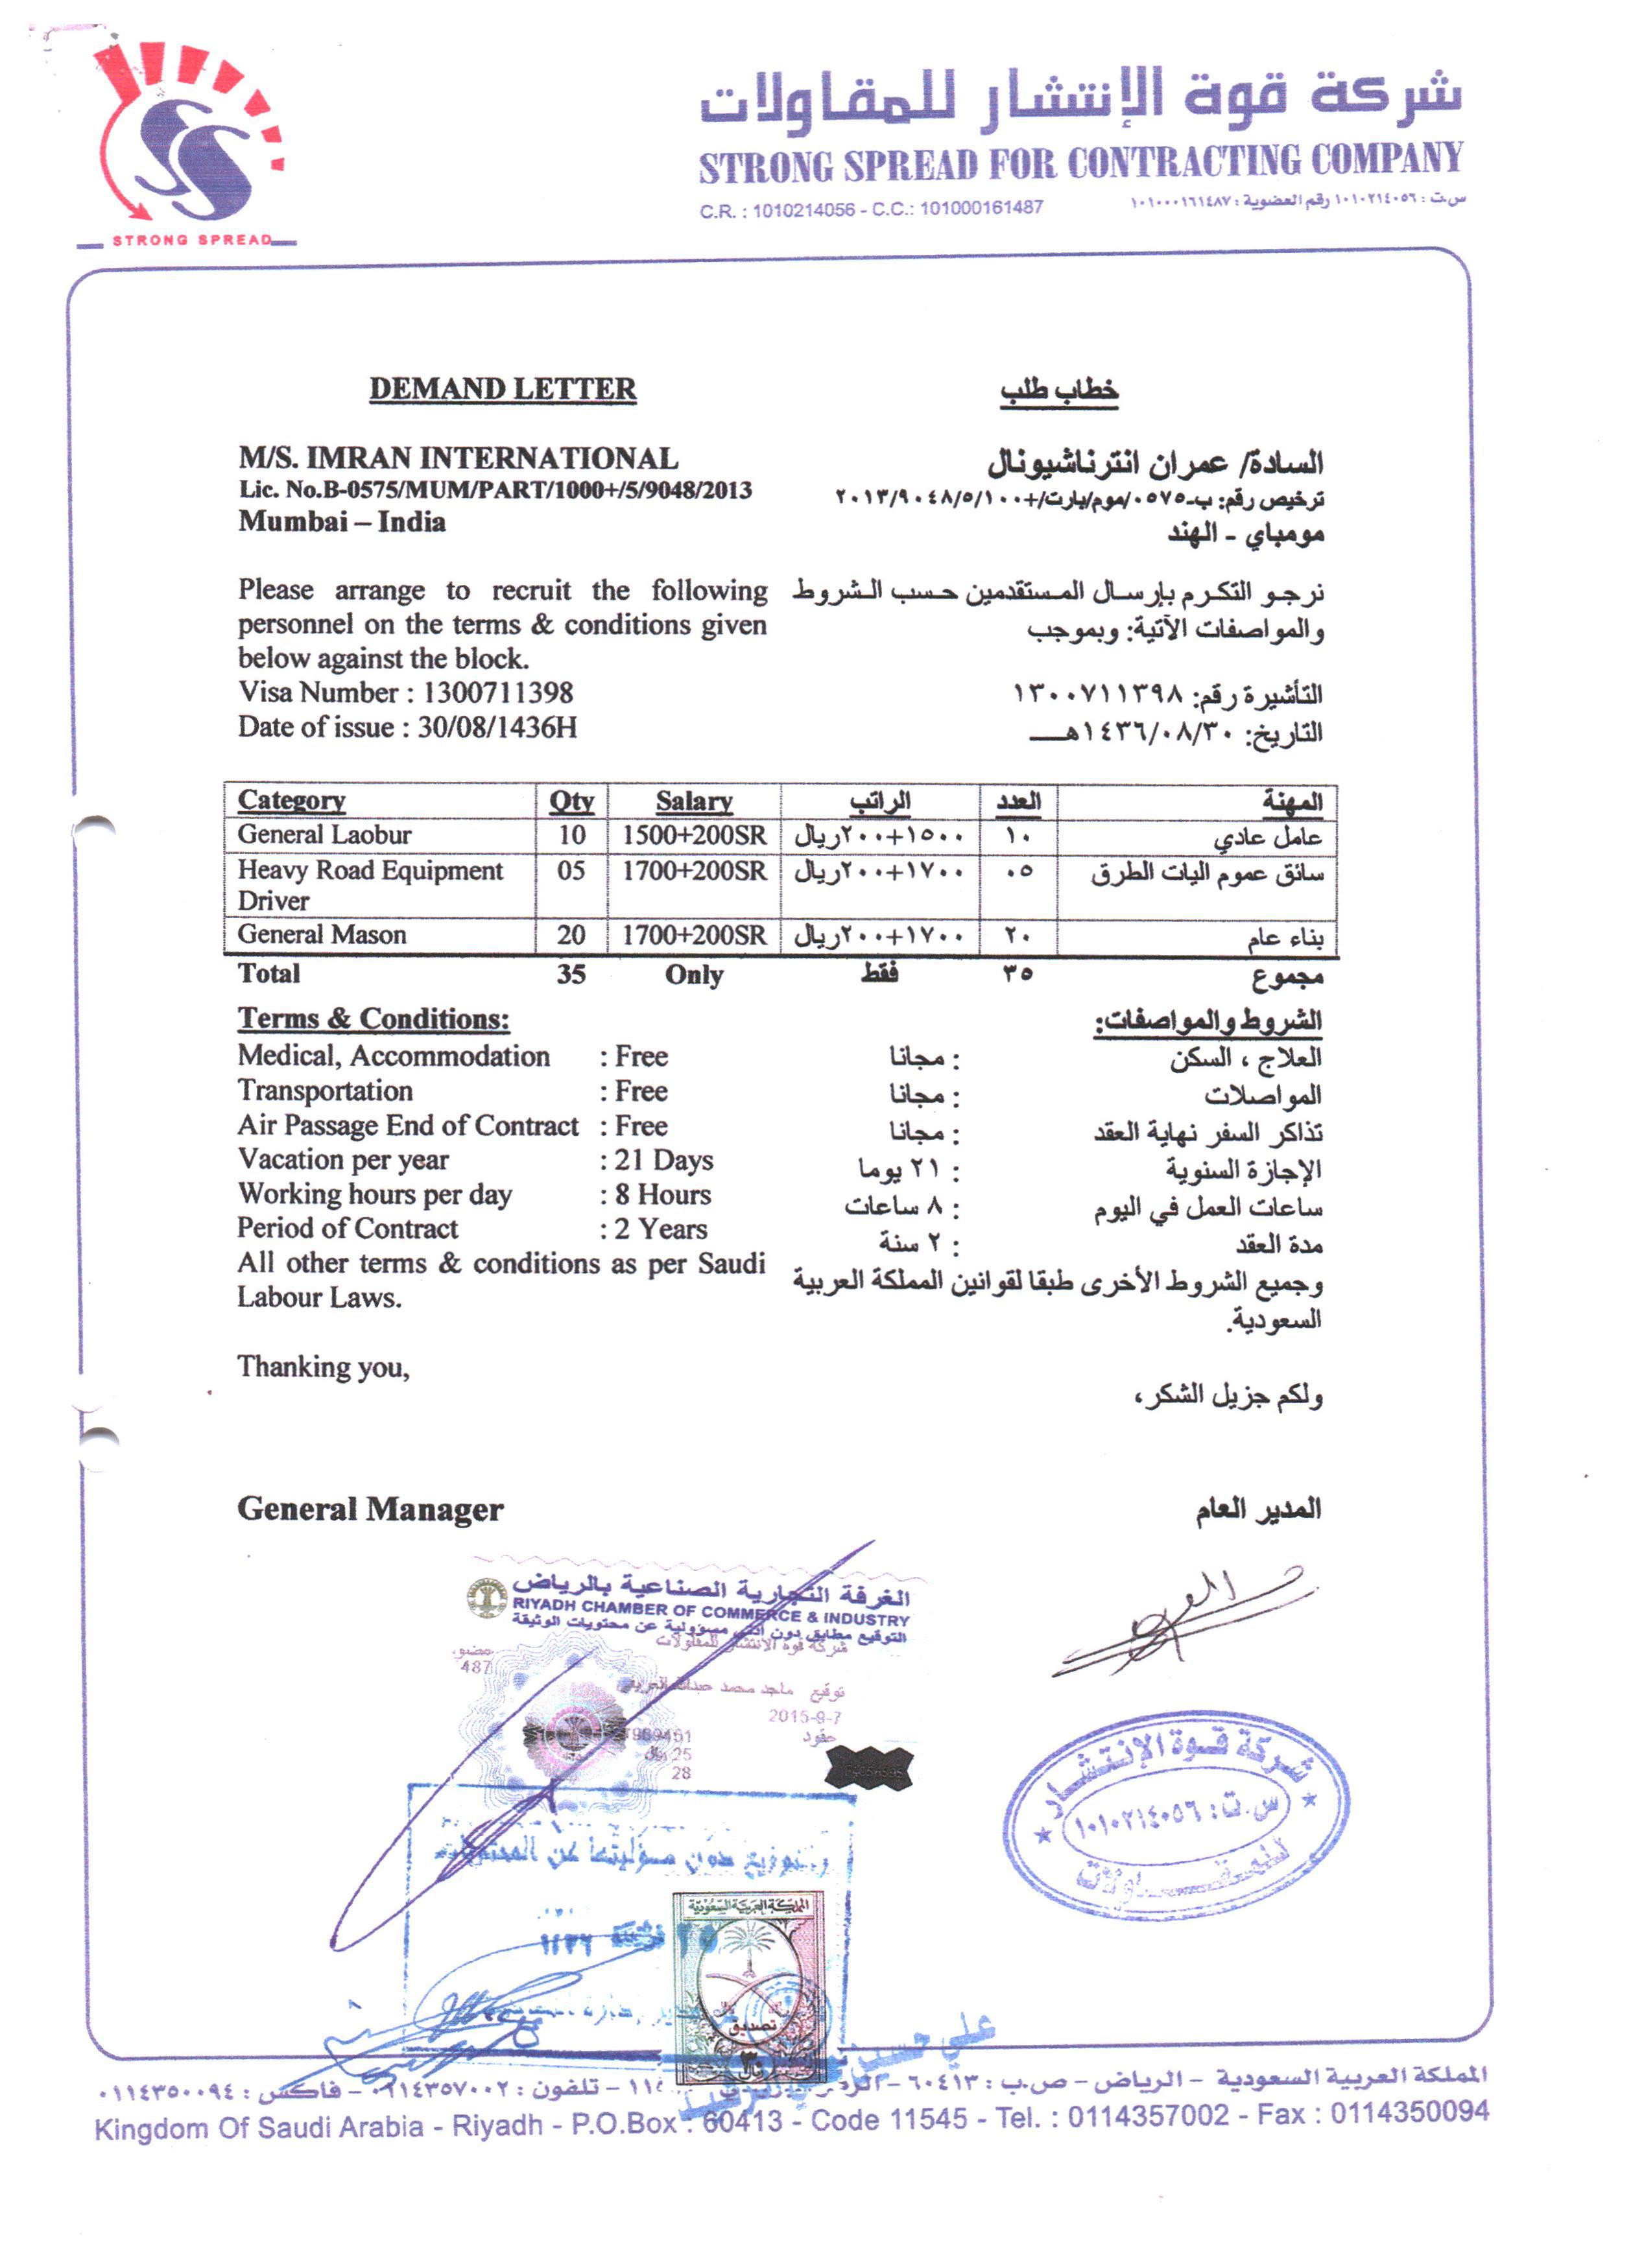 شركة قوة الإنتشار للمقاولات
STRONG SPREAD FOR CONTRACTING COMPANY
C.R. : 1010214056 - C.C.: 101000161487
س.ت : ١٠١٠٢١٤٠٥٦ رقم العضوية : ١٠١٠٠٠١٦١٤٨٧
STRONG SPREAD
DEMAND LETTER
خطاب طلب
M/S. IMRAN INTERNATIONAL
السادة/ عمران انترناشيونال
Lic. No.B-0575/MUM/PART/1000+/5/9048/2013
ترخيص رقم: ب-٠٥٧٥/موم/بارت/+١٠٠/٥/٩٠٤٨/٢٠١٣
Mumbai – India
مومباي - الهند
Please arrange to recruit the following
personnel on the terms & conditions given
below against the block.
نرجو التكرم بإرسال المستقدمين حسب الشروط
والمواصفات الآتية: وبموجب
Visa Number : 1300711398
التأشيرة رقم: ١٣٠٠٧١١٣٩٨
Date of issue : 30/08/1436H
التاريخ: ١٤٣٦/٠٨/٣٠هـ
Category Qty Salary الراتب العدد المهنة
General Laobur 10 1500+200SR ١٥٠٠+٢٠٠ريال ١٠ عامل عادي
Heavy Road Equipment 05 1700+200SR ١٧٠٠+٢٠٠ريال ٠٥ سائق عموم اليات الطرق
Driver
General Mason 20 1700+200SR ١٧٠٠+٢٠٠ريال ٢٠ بناء عام
Total 35 Only فقط ٣٥ مجموع
Terms & Conditions:
الشروط والمواصفات:
Medical, Accommodation : Free
العلاج ، السكن : مجانا
Transportation : Free
المواصلات : مجانا
Air Passage End of Contract : Free
تذاكر السفر نهاية العقد : مجانا
Vacation per year : 21 Days
الإجازة السنوية : ٢١ يوما
Working hours per day : 8 Hours
ساعات العمل في اليوم : ٨ ساعات
Period of Contract : 2 Years
مدة العقد : ٢ سنة
All other terms & conditions as per Saudi
Labour Laws.
وجميع الشروط الأخرى طبقا لقوانين المملكة العربية
السعودية.
Thanking you,
ولكم جزيل الشكر،
General Manager
المدير العام
الغرفة التجارية الصناعية بالرياض
RIYADH CHAMBER OF COMMERCE & INDUSTRY
التوقيع مطابق دون أدنى مسؤولية عن محتويات الوثيقة
شركة قوة الانتشار للمقاولات
487
توقيع ماجد محمد
2015-9-7
25
28
شركة قوة الإنتشار
س.ت : ١٠١٠٢١٤٠٥٦
للمقاولات
المملكة العربية السعودية
تصديق
٣٠
المملكة العربية السعودية - الرياض - ص.ب : ٦٠٤١٣ - تلفون : ٠١١٤٣٥٧٠٠٢ - فاكس : ٠١١٤٣٥٠٠٩٤
Kingdom Of Saudi Arabia - Riyadh - P.O.Box : 60413 - Code 11545 - Tel. : 0114357002 - Fax : 0114350094